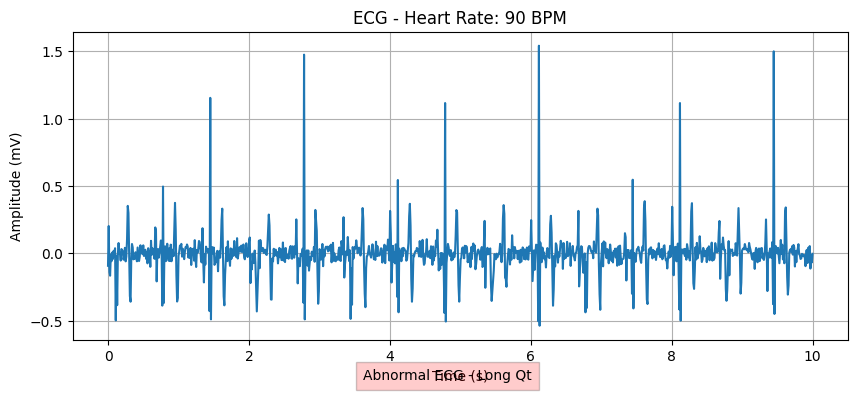 ECG - Heart Rate: 90 BPM
Amplitude (mV)
1.5
1.0
0.5
0.0
−0.5
0
2
4
6
8
10
Time (s)
Abnormal ECG - Long Qt